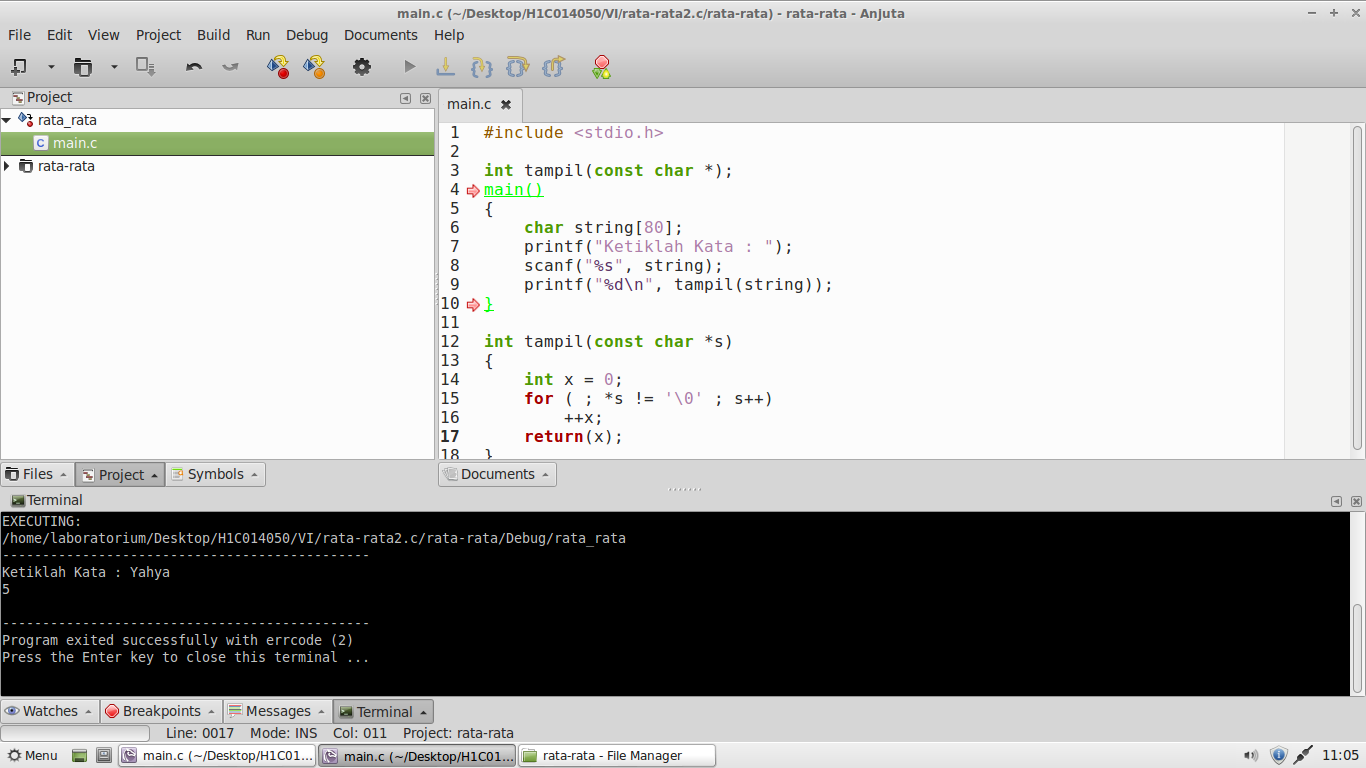 main.c (~/Desktop/H1C014050/VI/rata-rata2.c/rata-rata) - rata-rata - Anjuta
File Edit View Project Build Run Debug Documents Help
Project
rata_rata
C main.c
rata-rata
main.c
1 #include <stdio.h>
2
3 int tampil(const char *);
4 main()
5 {
6     char string[80];
7     printf("Ketiklah Kata : ");
8     scanf("%s", string);
9     printf("%d\n", tampil(string));
10 }
11
12 int tampil(const char *s)
13 {
14     int x = 0;
15     for ( ; *s != '\0' ; s++)
16         ++x;
17     return(x);
18 }
Files Project Symbols
Documents
Terminal
EXECUTING:
/home/laboratorium/Desktop/H1C014050/VI/rata-rata2.c/rata-rata/Debug/rata_rata
----------------------------------------------
Ketiklah Kata : Yahya
5
----------------------------------------------
Program exited successfully with errcode (2)
Press the Enter key to close this terminal ...
Watches Breakpoints Messages Terminal
Line: 0017 Mode: INS Col: 011 Project: rata-rata
Menu main.c (~/Desktop/H1C01... main.c (~/Desktop/H1C01... rata-rata - File Manager 11:05